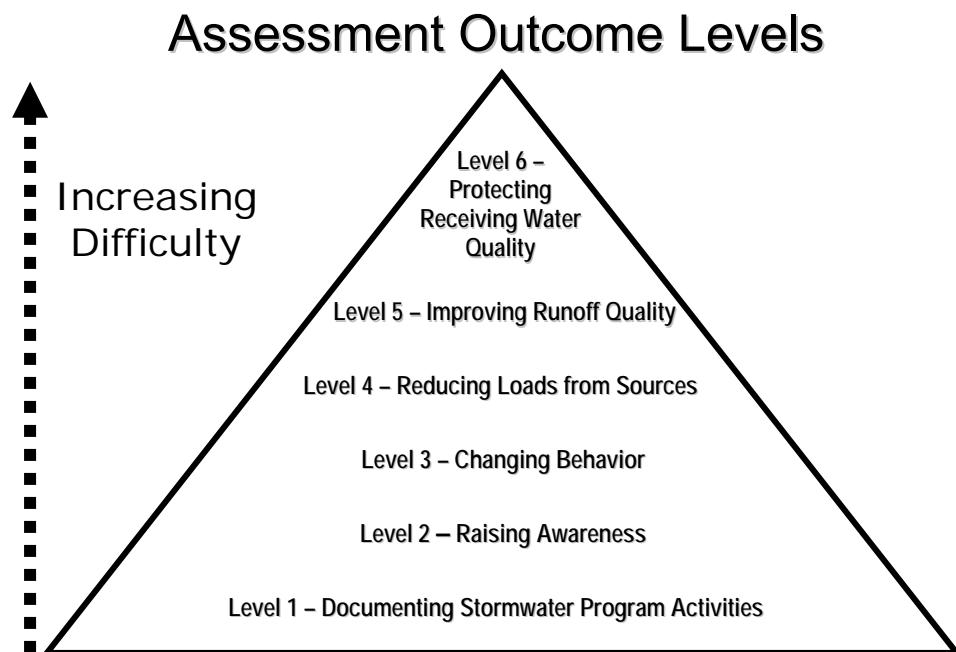 Assessment Outcome Levels
Increasing
Difficulty
Level 6 –
Protecting
Receiving Water
Quality
Level 5 – Improving Runoff Quality
Level 4 – Reducing Loads from Sources
Level 3 – Changing Behavior
Level 2 – Raising Awareness
Level 1 – Documenting Stormwater Program Activities